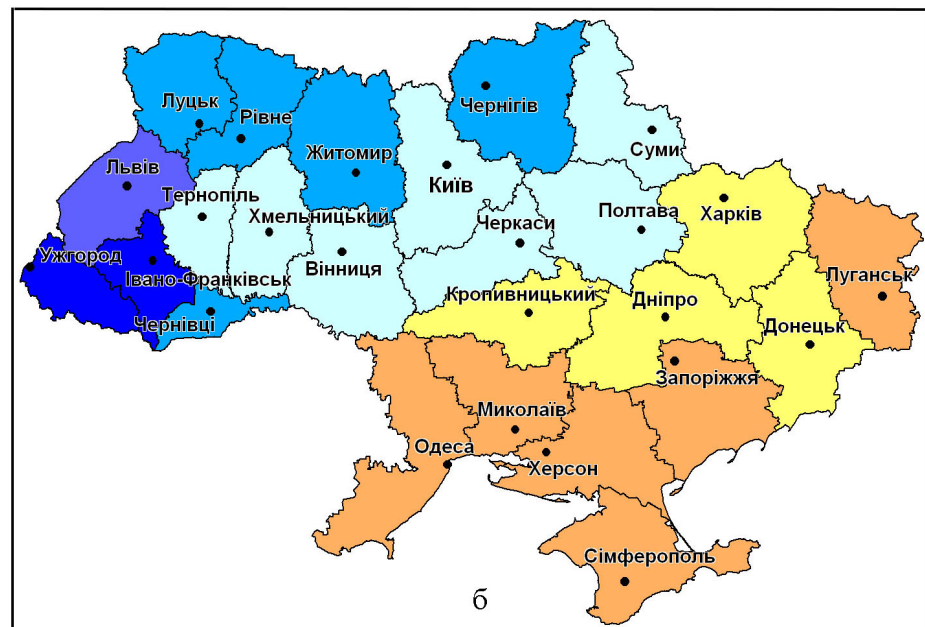 Чернігів
Луцьк
Рівне
Суми
Житомир
Київ
Львів
Тернопіль
Хмельницький
Черкаси
Полтава
Харків
Ужгород
Івано-Франківськ
Вінниця
Луганськ
Кропивницький
Дніпро
Чернівці
Донецьк
Запоріжжя
Миколаїв
Одеса
Херсон
Сімферополь
б